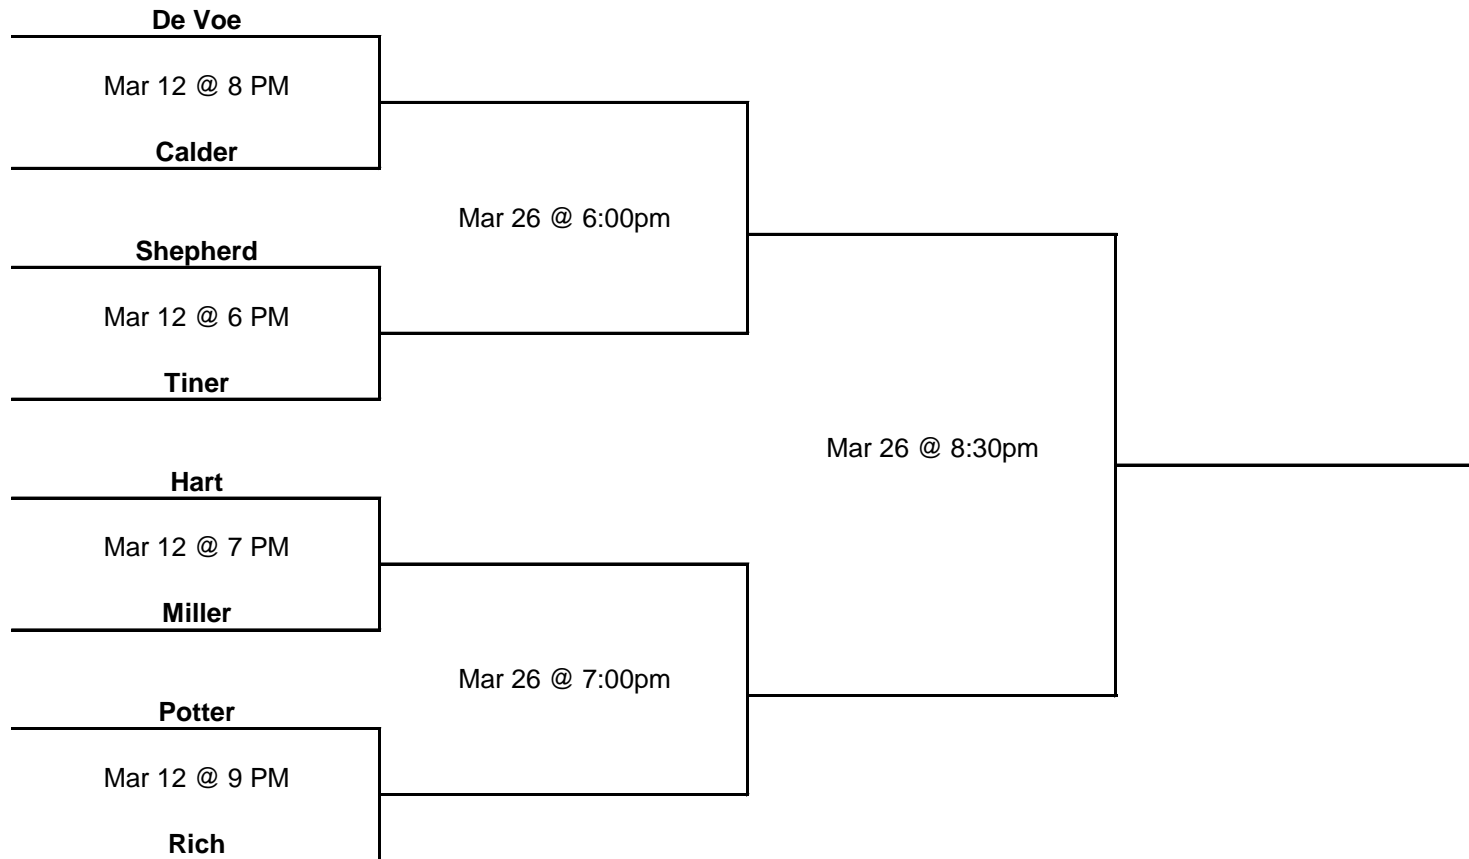 De Voe
Mar 12 @ 8 PM
Calder
Mar 26 @ 6:00pm
Shepherd
Mar 12 @ 6 PM
Tiner
Mar 26 @ 8:30pm
Hart
Mar 12 @ 7 PM
Miller
Mar 26 @ 7:00pm
Potter
Mar 12 @ 9 PM
Rich